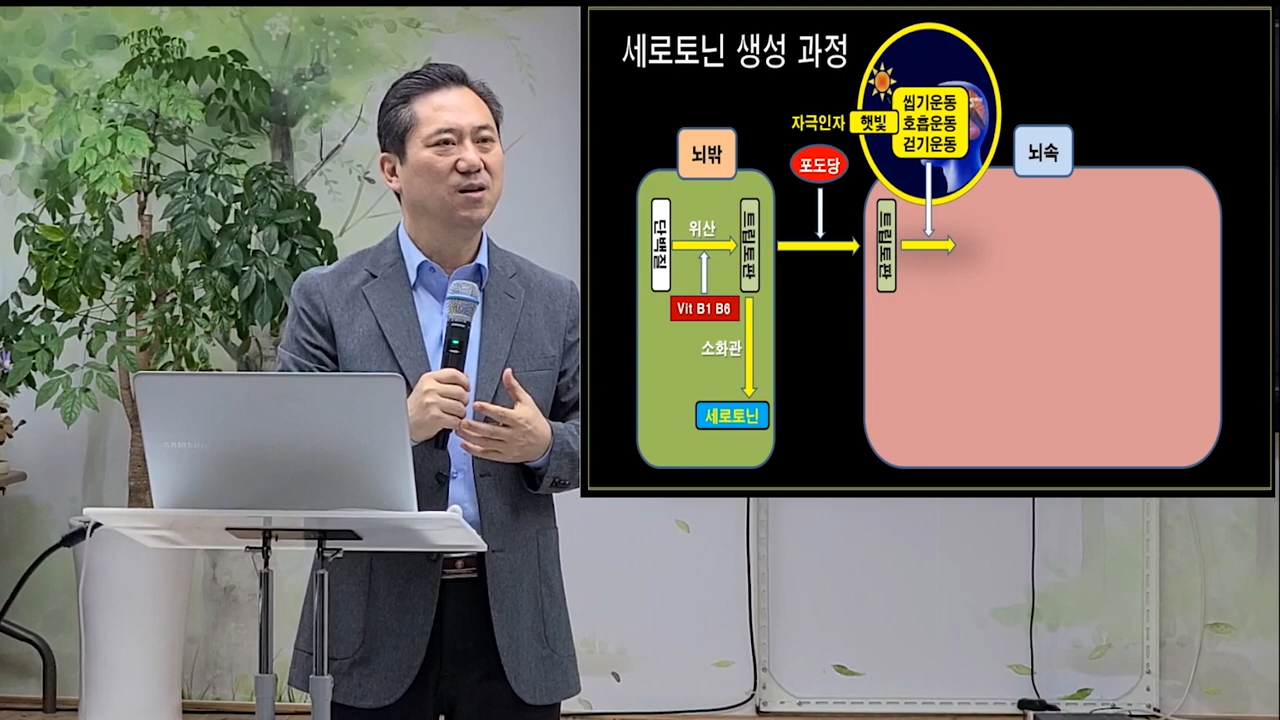 세로토닌 생성 과정
씹기운동
자극인자
햇빛
호흡운동
걷기운동
뇌밖
포도당
뇌속
단백질
위산
트립토판
트립토판
Vit B1 B6
소화관
세로토닌